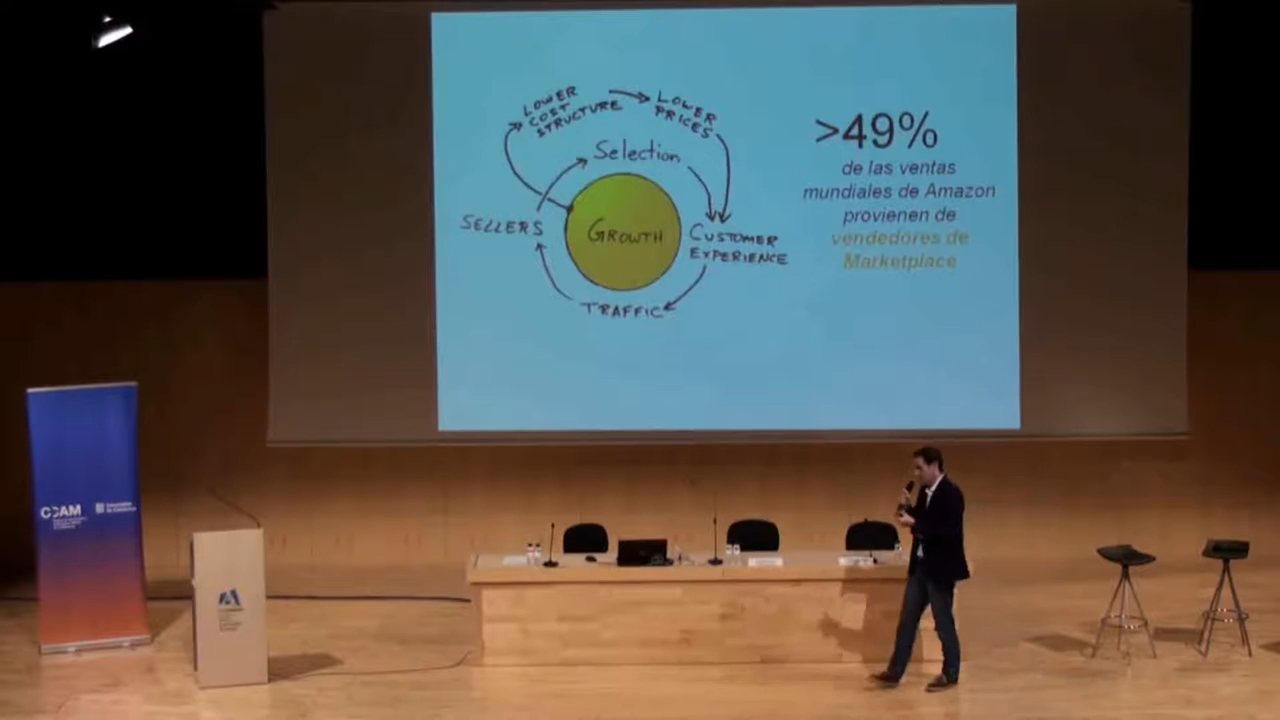 LOWER
COST
STRUCTURE
LOWER
PRICES
Selection
SELLERS
GROWTH
CUSTOMER
EXPERIENCE
TRAFFIC
>49%
de las ventas
mundiales de Amazon
provienen de
vendedores de
Marketplace
CCAM